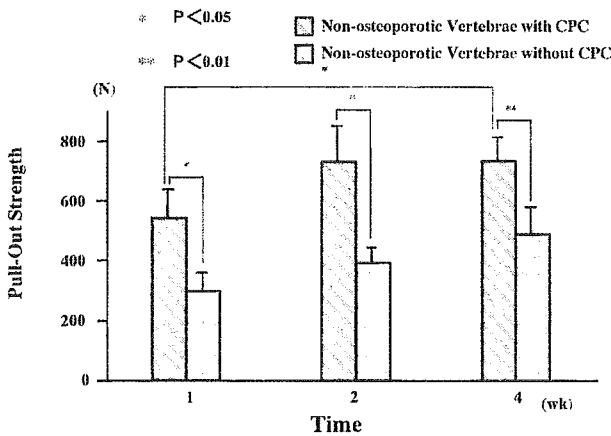 * P<0.05
Non-osteoporotic Vertebrae with CPC
** P<0.01
Non-osteoporotic Vertebrae without CPC
*
(N)
*
**
*
800
600
400
200
0
Pull-Out Strength
1
2
4
(wk)
Time